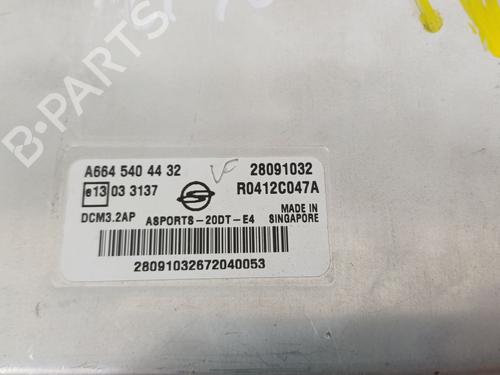 B-PARTS
A664 540 44 32
28091032
e13 03 3137
R0412C047A
DCM3.2AP
ASPORTS-20DT-E4
MADE IN
SINGAPORE
28091032672040053